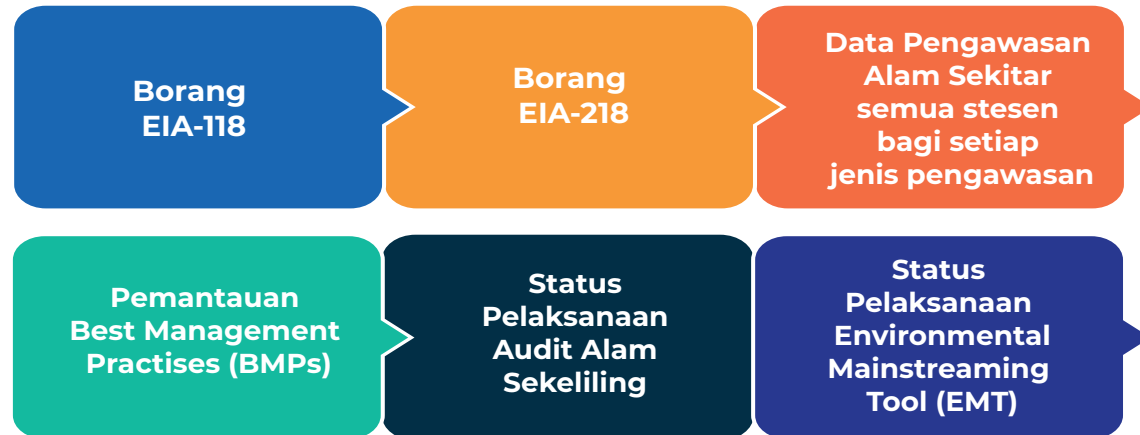 Borang
EIA-118
Borang
EIA-218
Data Pengawasan
Alam Sekitar
semua stesen
bagi setiap
jenis pengawasan
Pemantauan
Best Management
Practises (BMPs)
Status
Pelaksanaan
Audit Alam
Sekeliling
Status
Pelaksanaan
Environmental
Mainstreaming
Tool (EMT)